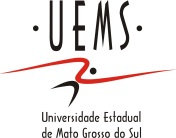 · UEMS ·
Universidade Estadual
de Mato Grosso do Sul